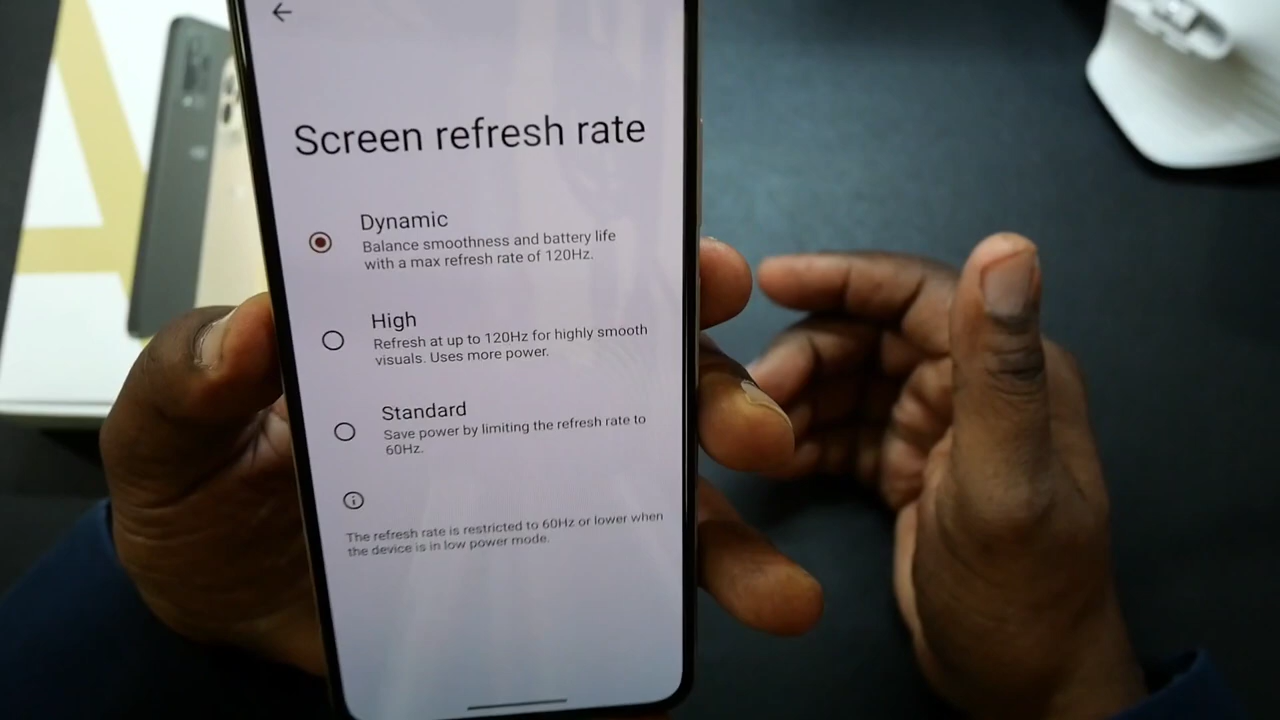 Screen refresh rate
Dynamic
Balance smoothness and battery life
with a max refresh rate of 120Hz.
High
Refresh at up to 120Hz for highly smooth
visuals. Uses more power.
Standard
Save power by limiting the refresh rate to
60Hz.
The refresh rate is restricted to 60Hz or lower when
the device is in low power mode.